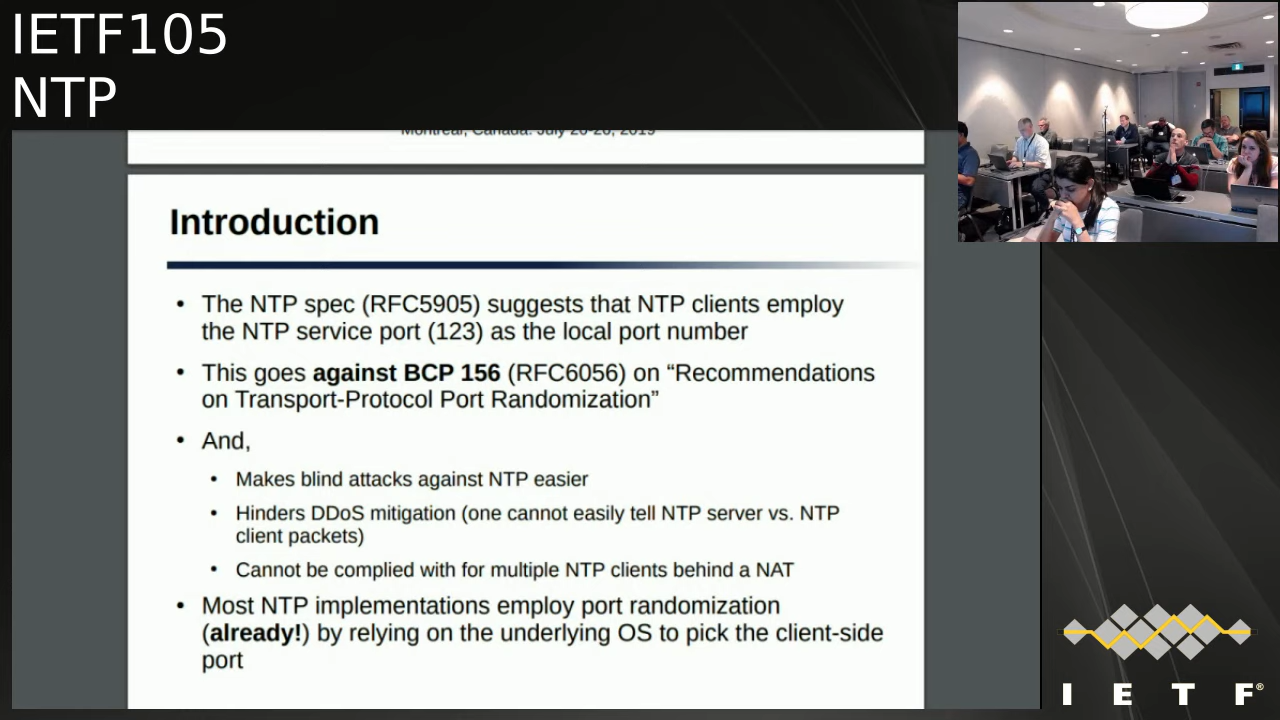 IETF105
NTP
Montreal, Canada. July 20-26, 2019
Introduction
• The NTP spec (RFC5905) suggests that NTP clients employ
the NTP service port (123) as the local port number
• This goes against BCP 156 (RFC6056) on “Recommendations
on Transport-Protocol Port Randomization”
• And,
• Makes blind attacks against NTP easier
• Hinders DDoS mitigation (one cannot easily tell NTP server vs. NTP
client packets)
• Cannot be complied with for multiple NTP clients behind a NAT
• Most NTP implementations employ port randomization
(already!) by relying on the underlying OS to pick the client-side
port
I E T F®